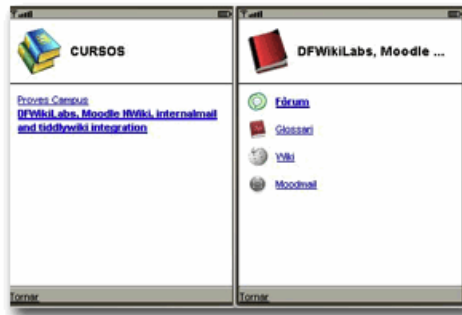 CURSOS
Proves Campus
DFWikiLabs, Moodle NWiki, internalmail
and tiddlywiki integration
Tornar
DFWikiLabs, Moodle ...
Fòrum
Glossari
Wiki
Moodmail
Tornar